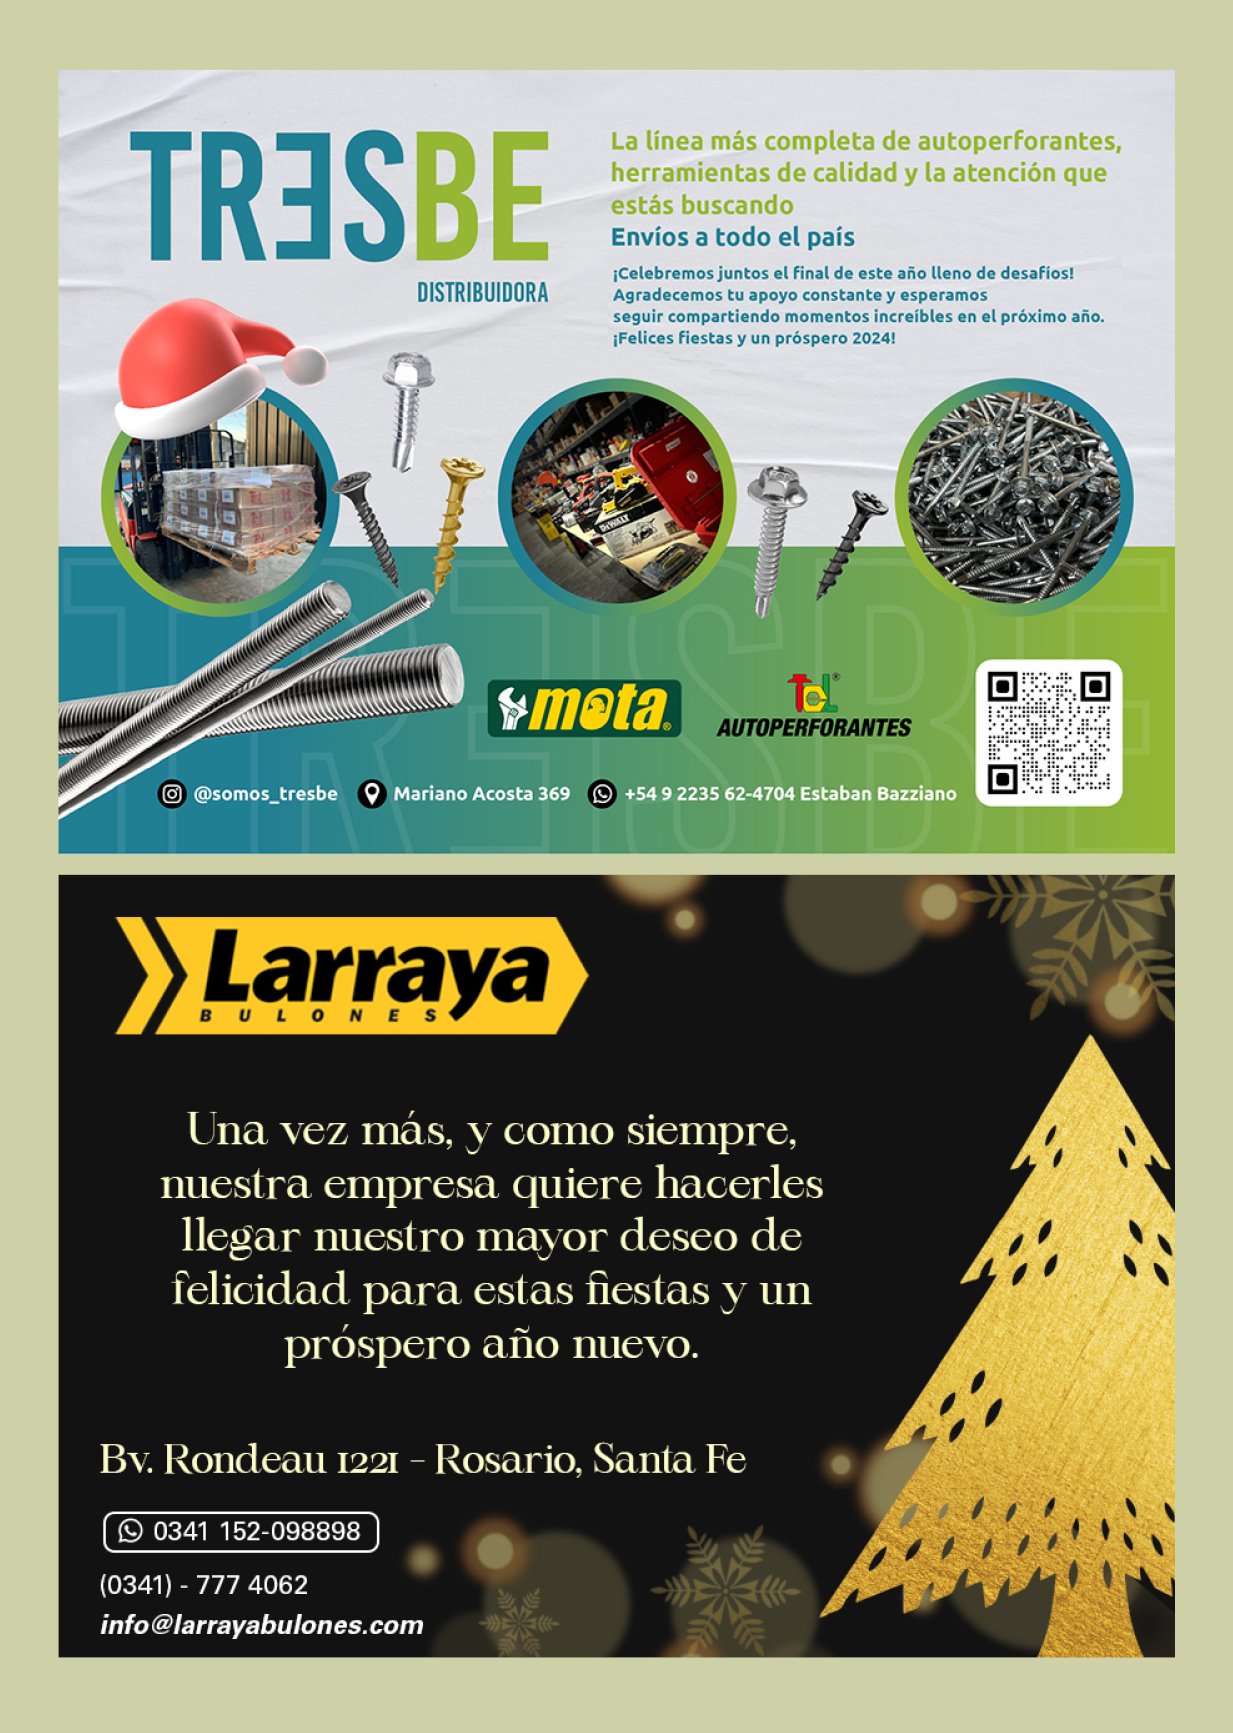 TRESBE
DISTRIBUIDORA
La línea más completa de autoperforantes,
herramientas de calidad y la atención que
estás buscando
Envíos a todo el país
¡Celebremos juntos el final de este año lleno de desafíos!
Agradecemos tu apoyo constante y esperamos
seguir compartiendo momentos increíbles en el próximo año.
¡Felices fiestas y un próspero 2024!
DEWALT
TRESBE
mota®
TEL®
AUTOPERFORANTES
@somos_tresbe
Mariano Acosta 369
+54 9 2235 62-4704 Estaban Bazziano
Larraya
BULONES
Una vez más, y como siempre,
nuestra empresa quiere hacerles
llegar nuestro mayor deseo de
felicidad para estas fiestas y un
próspero año nuevo.
Bv. Rondeau 1221 - Rosario, Santa Fe
0341 152-098898
(0341) - 777 4062
info@larrayabulones.com